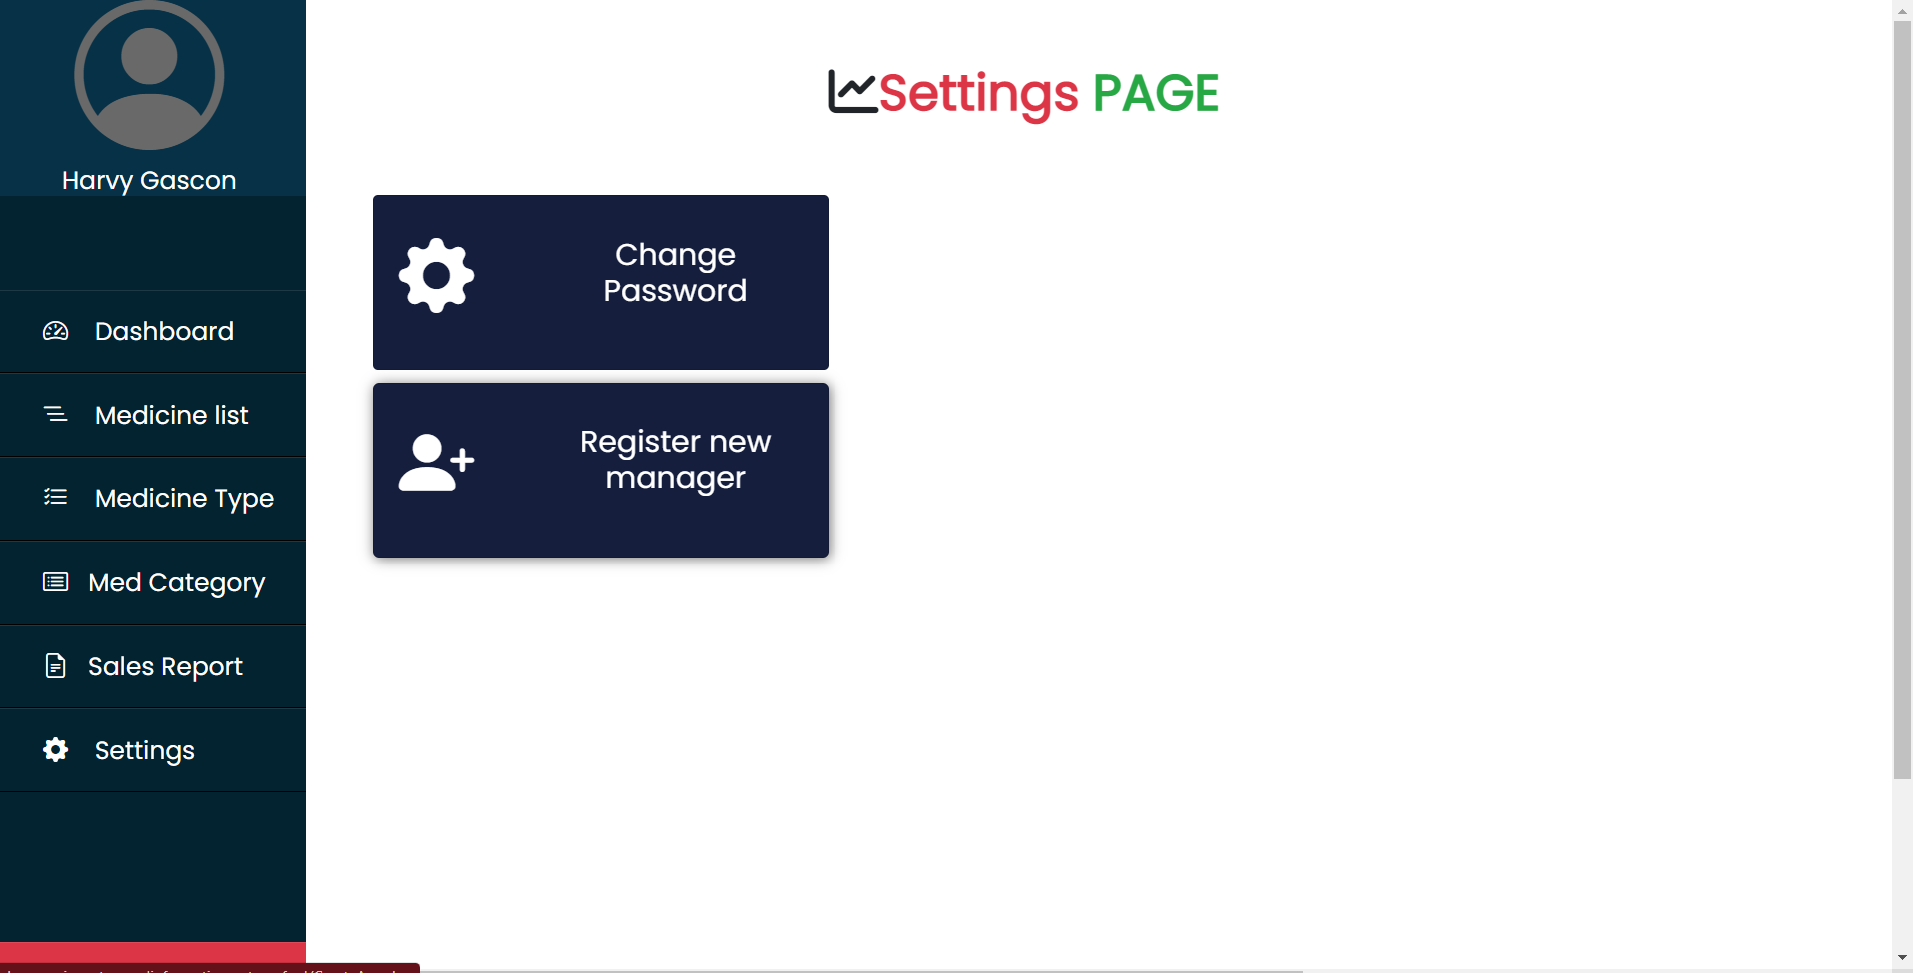 Harvy Gascon
Dashboard
Medicine list
Medicine Type
Med Category
Sales Report
Settings
Settings PAGE
Change
Password
Register new
manager